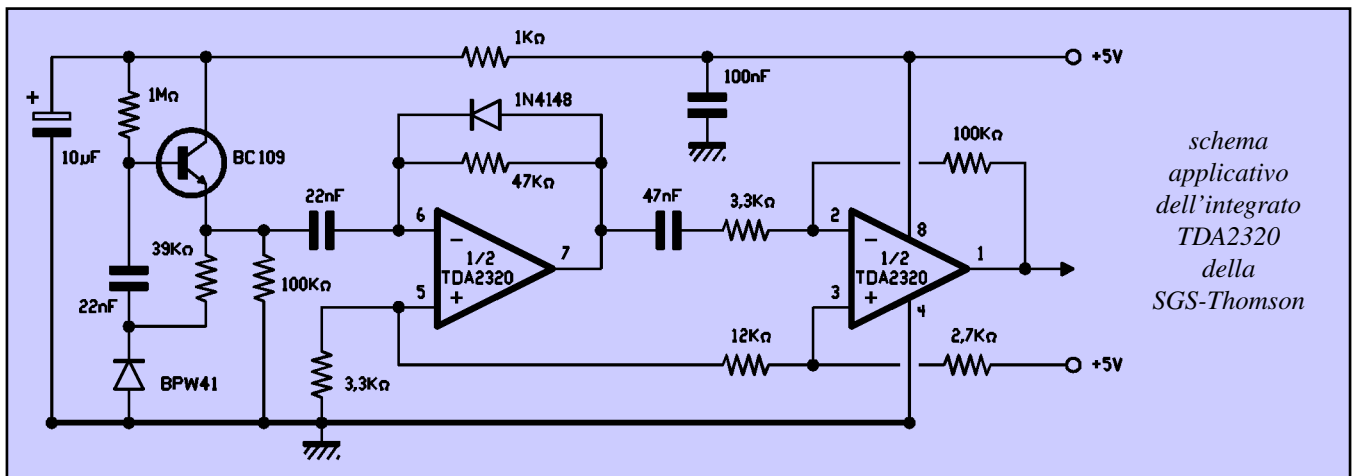 1KΩ
+5V
100nF
1N4148
1MΩ
+
10µF
BC109
47KΩ
100KΩ
22nF
47nF
3,3KΩ
6
−
1/2
TDA2320
7
5
+
2
−
8
1/2
TDA2320
1
3
+
4
39KΩ
100KΩ
22nF
12KΩ
2,7KΩ
+5V
BPW41
3,3KΩ
schema
applicativo
dell'integrato
TDA2320
della
SGS-Thomson